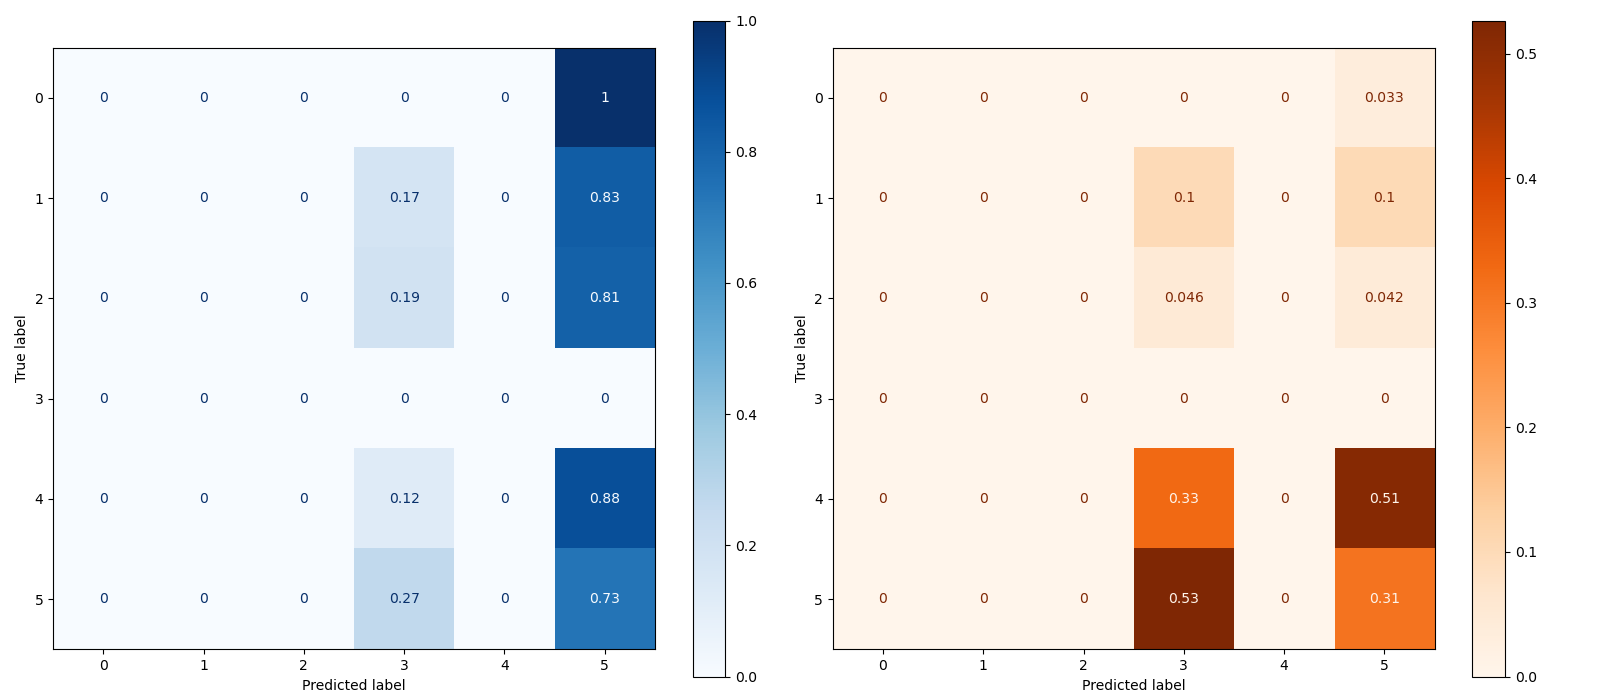 1.0
0 0 0 0 0 0 1
0.8
1 0 0 0 0.17 0 0.83
0.6
2 0 0 0 0.19 0 0.81
True label
3 0 0 0 0 0 0
0.4
4 0 0 0 0.12 0 0.88
0.2
5 0 0 0 0.27 0 0.73
0.0
0 1 2 3 4 5
Predicted label
0.5
0 0 0 0 0 0 0.033
0.4
1 0 0 0 0.1 0 0.1
0.3
2 0 0 0 0.046 0 0.042
True label
3 0 0 0 0 0 0
0.2
4 0 0 0 0.33 0 0.51
0.1
5 0 0 0 0.53 0 0.31
0.0
0 1 2 3 4 5
Predicted label